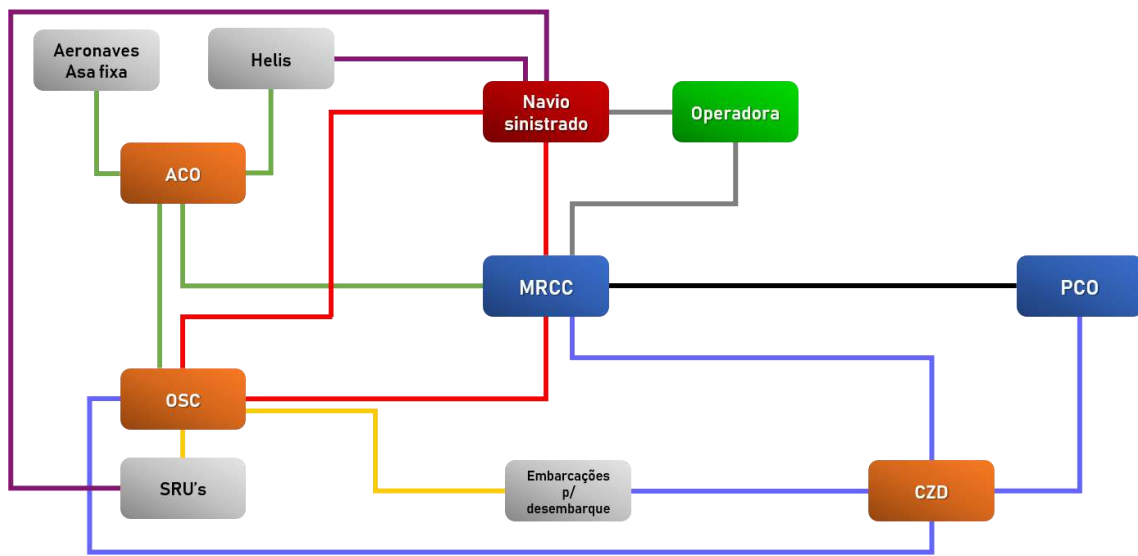 Aeronaves
Asa fixa
Helis
Navio
sinistrado
Operadora
ACO
MRCC
PCO
OSC
SRU's
Embarcações
p/
desembarque
CZD